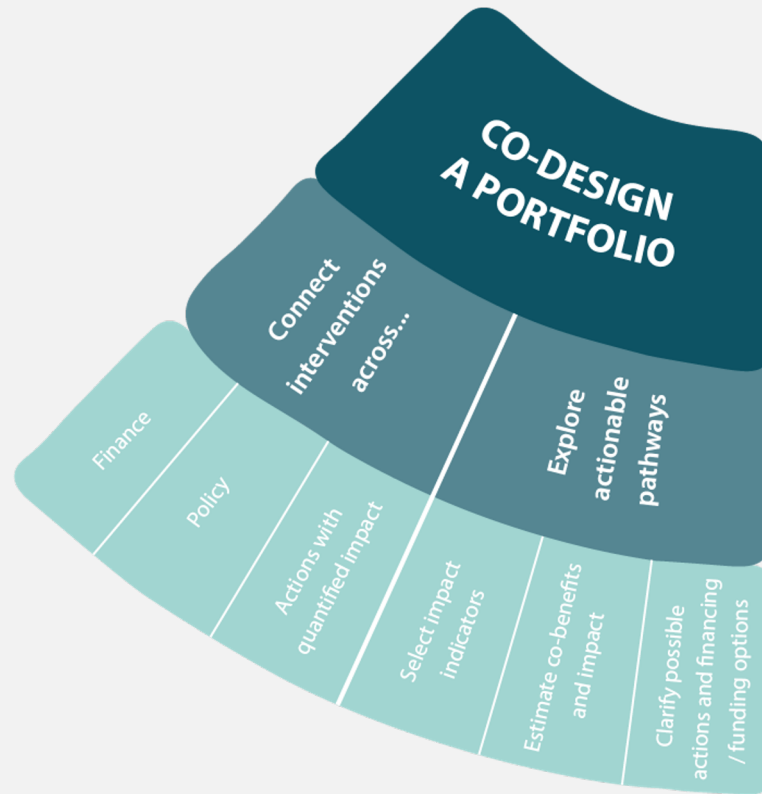 CO-DESIGN
A PORTFOLIO
Connect
interventions
across...
Explore
actionable
pathways
Finance
Policy
Actions with
quantified impact
Select impact
indicators
Estimate co-benefits
and impact
Clarify possible
actions and financing
/ funding options